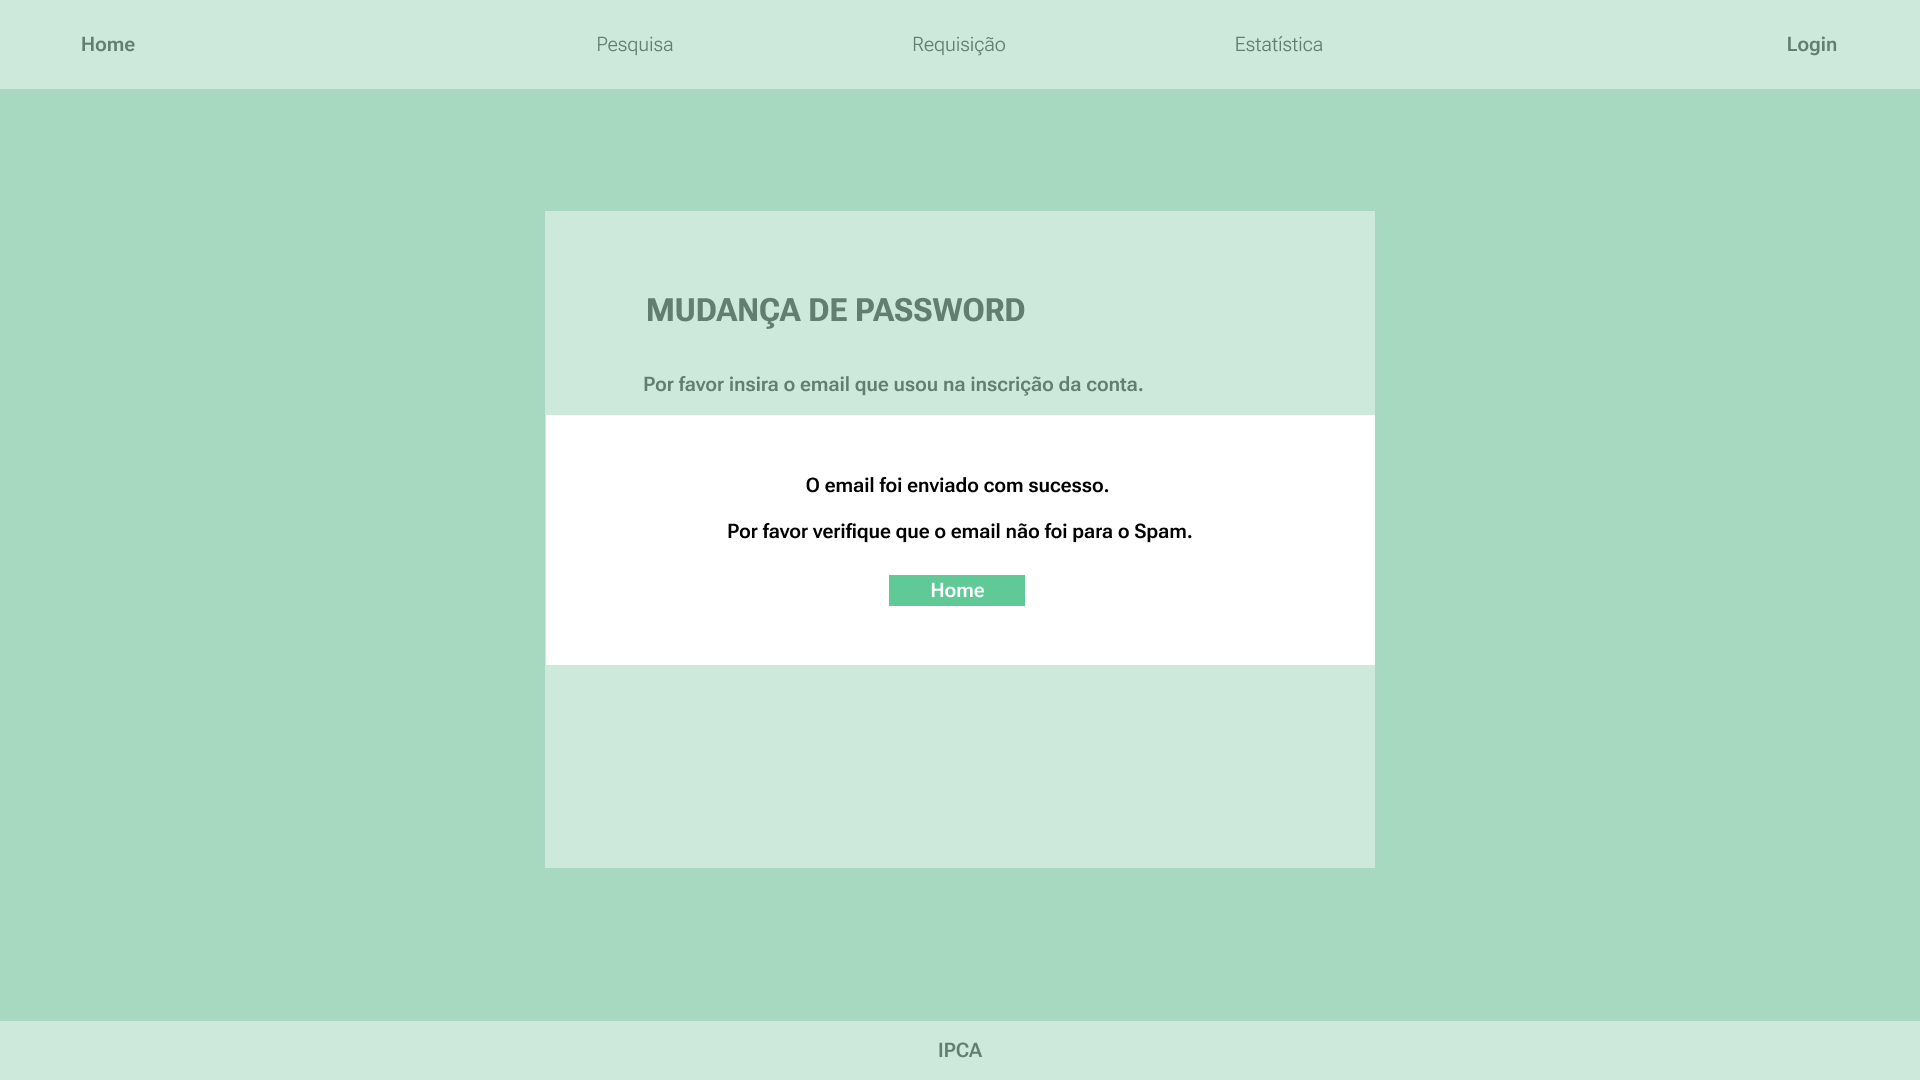 Home
Pesquisa
Requisição
Estatística
Login
MUDANÇA DE PASSWORD
Por favor insira o email que usou na inscrição da conta.
O email foi enviado com sucesso.
Por favor verifique que o email não foi para o Spam.
Home
IPCA